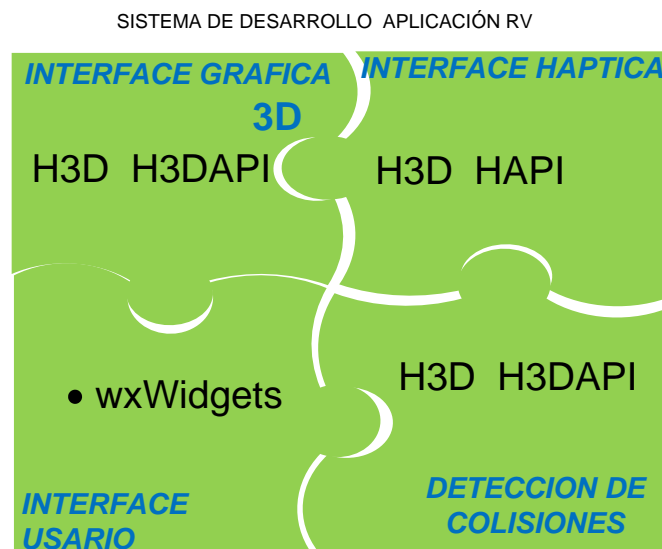 SISTEMA DE DESARROLLO APLICACIÓN RV
INTERFACE GRAFICA
3D
H3D H3DAPI
INTERFACE HAPTICA
H3D HAPI
• wxWidgets
INTERFACE
USARIO
H3D H3DAPI
DETECCION DE
COLISIONES